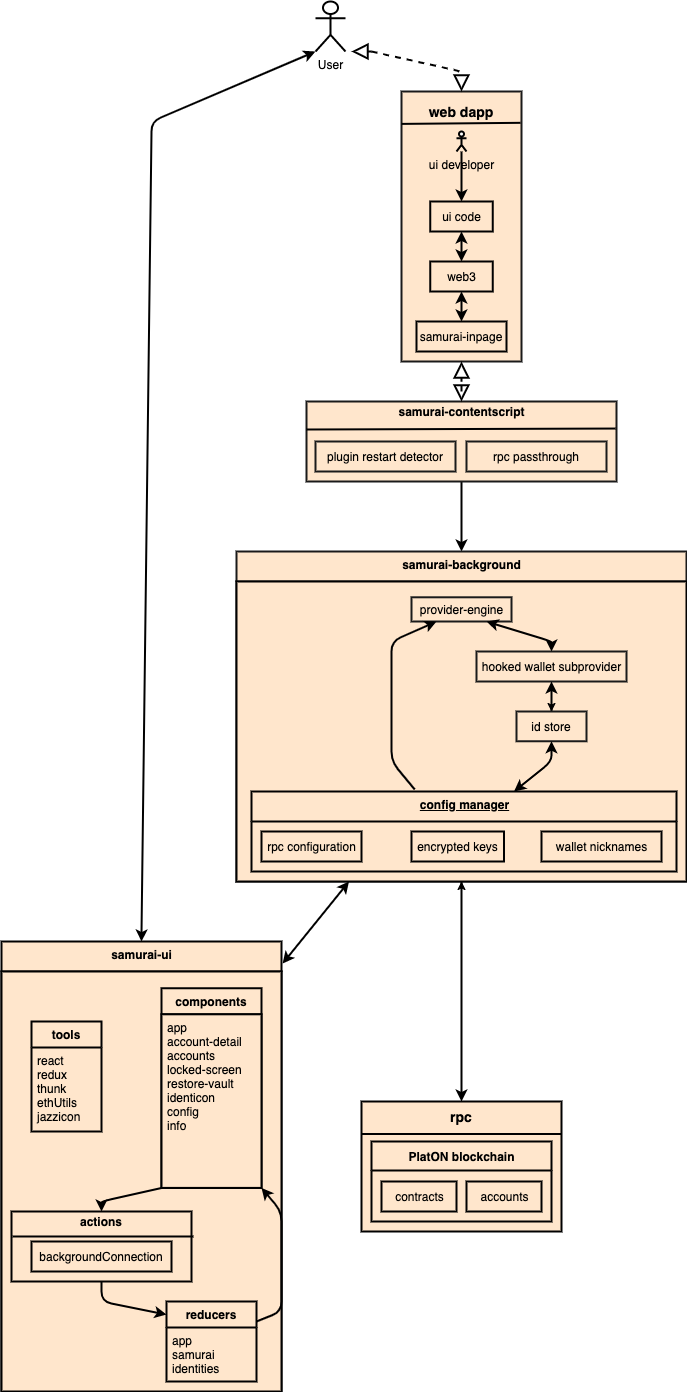 User
web dapp
ui developer
ui code
web3
samurai-inpage
samurai-contentscript
plugin restart detector
rpc passthrough
samurai-background
provider-engine
hooked wallet subprovider
id store
config manager
rpc configuration
encrypted keys
wallet nicknames
samurai-ui
components
app
account-detail
accounts
locked-screen
restore-vault
identicon
config
info
tools
react
redux
thunk
ethUtils
jazzicon
actions
backgroundConnection
reducers
app
samurai
identities
rpc
PlatON blockchain
contracts
accounts